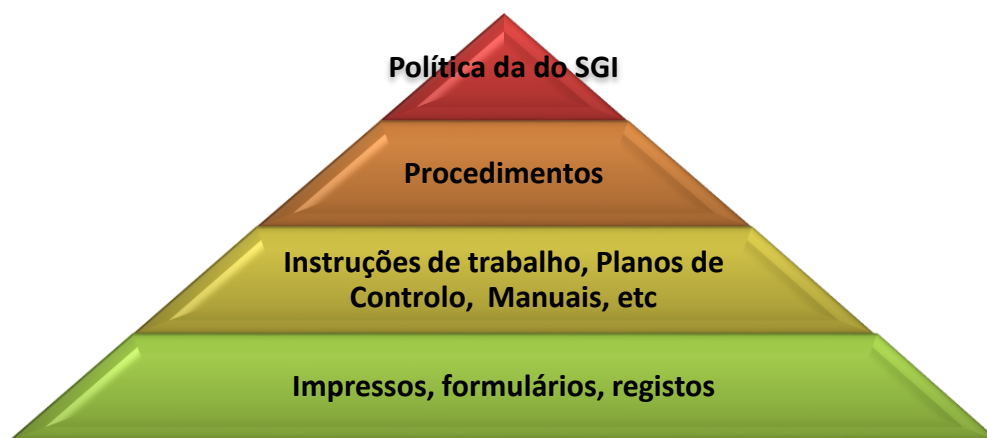 Política da do SGI
Procedimentos
Instruções de trabalho, Planos de
Controlo,  Manuais, etc
Impressos, formulários, registos